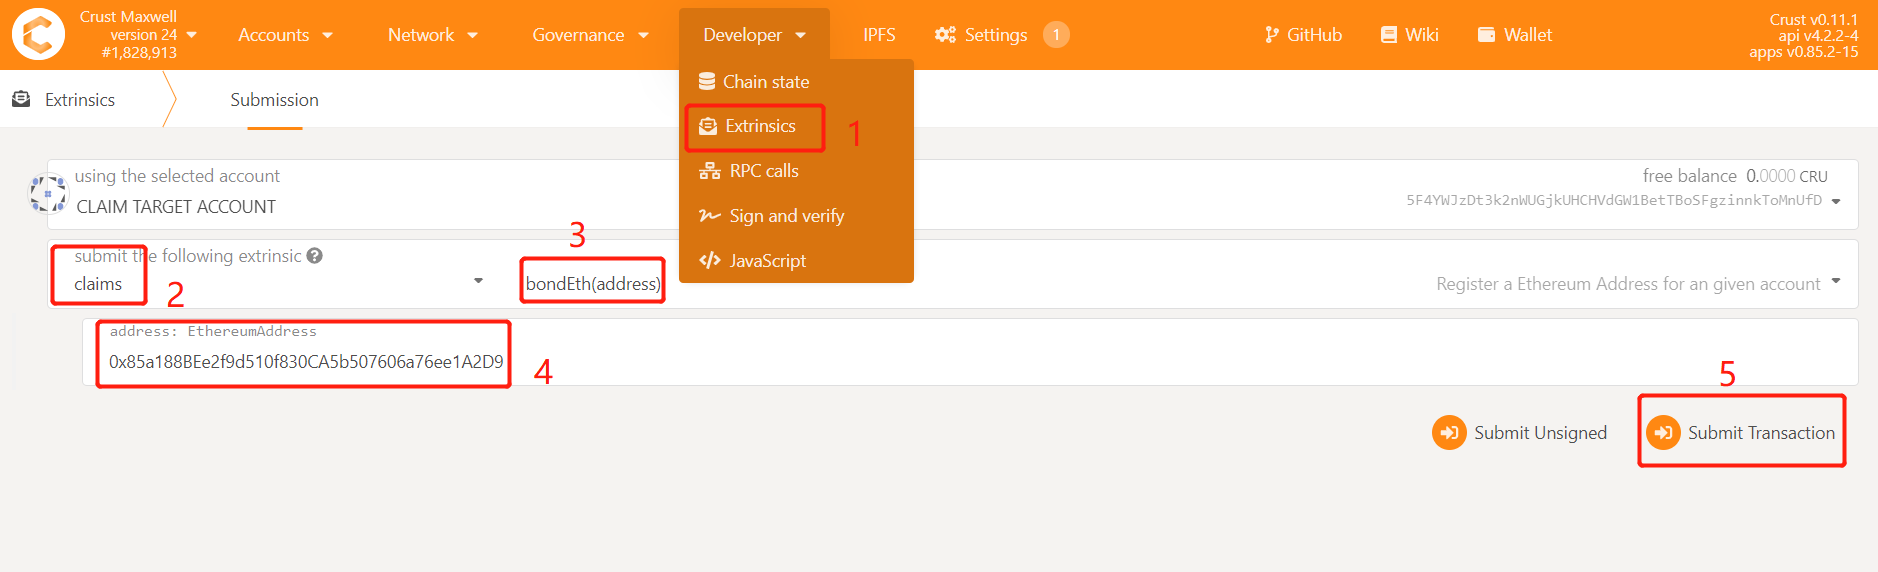 Crust Maxwell
version 24
#1,828,913
Accounts
Network
Governance
Developer
IPFS
Settings
1
GitHub
Wiki
Wallet
Crust v0.11.1
api v4.2.2-4
apps v0.85.2-15
Extrinsics
Submission
Chain state
Extrinsics
1
RPC calls
Sign and verify
JavaScript
using the selected account
CLAIM TARGET ACCOUNT
free balance 0.0000 CRU
5F4YWJzDt3k2nWUGjkUHCHVdGW1BetTBoSFgzinnkToMnUfD
submit the following extrinsic
claims
2
3
bondEth(address)
Register a Ethereum Address for an given account
address: EthereumAddress
0x85a188BEe2f9d510f830CA5b507606a76ee1A2D9
4
5
Submit Unsigned
Submit Transaction